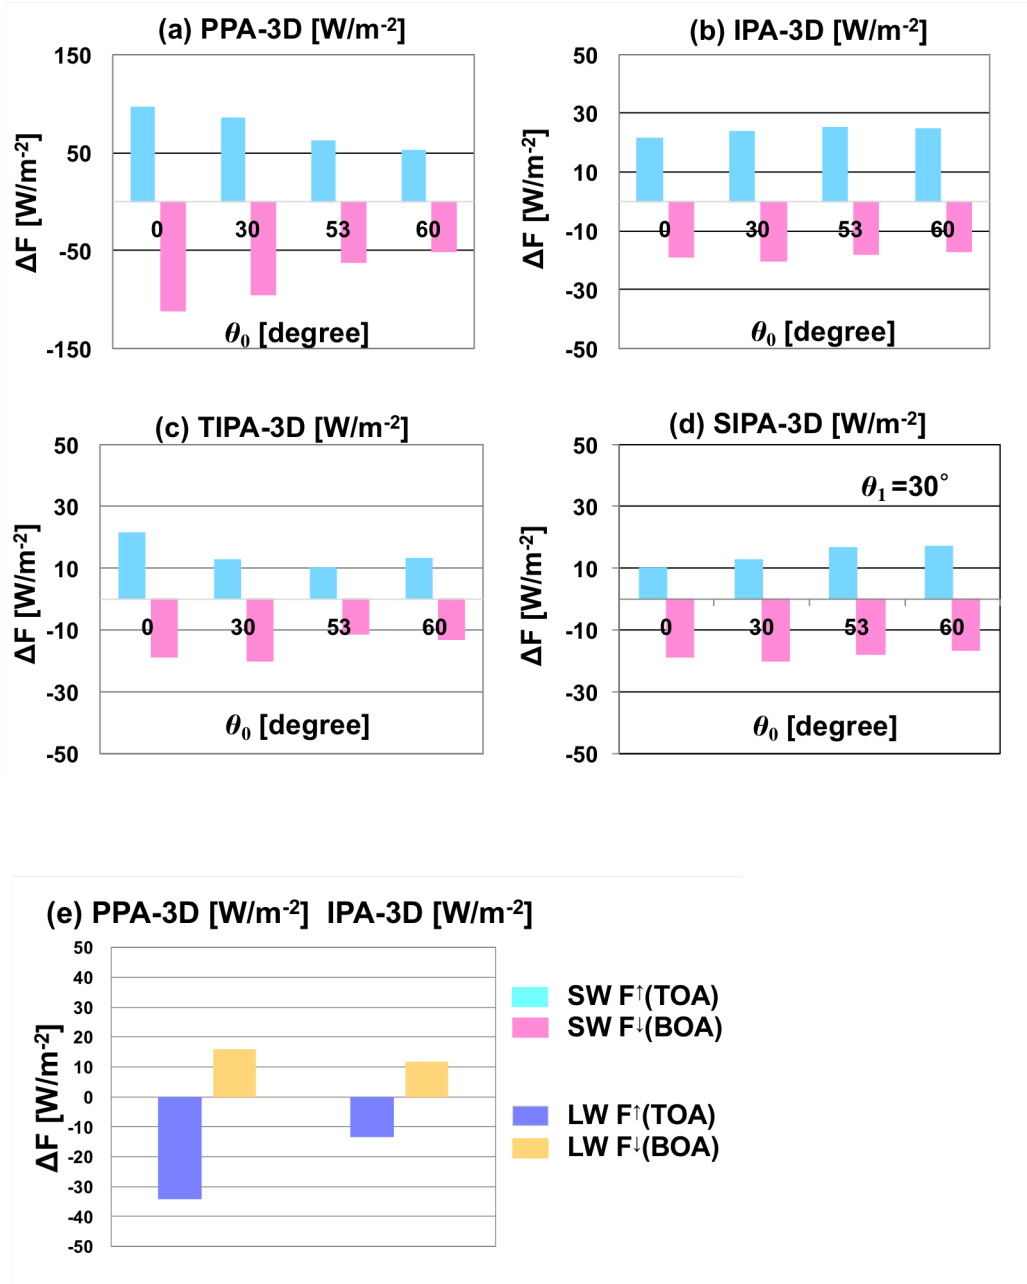 (a) PPA-3D [W/m⁻²]
150
50
-50
-150
ΔF [W/m⁻²]
0 30 53 60
θ₀ [degree]
(b) IPA-3D [W/m⁻²]
50
30
10
-10
-30
-50
ΔF [W/m⁻²]
0 30 53 60
θ₀ [degree]
(c) TIPA-3D [W/m⁻²]
50
30
10
-10
-30
-50
ΔF [W/m⁻²]
0 30 53 60
θ₀ [degree]
(d) SIPA-3D [W/m⁻²]
θ₁ =30°
50
30
10
-10
-30
-50
ΔF [W/m⁻²]
0 30 53 60
θ₀ [degree]
(e) PPA-3D [W/m⁻²] IPA-3D [W/m⁻²]
50
40
30
20
10
0
-10
-20
-30
-40
-50
ΔF [W/m⁻²]
SW F↑(TOA)
SW F↓(BOA)
LW F↑(TOA)
LW F↓(BOA)